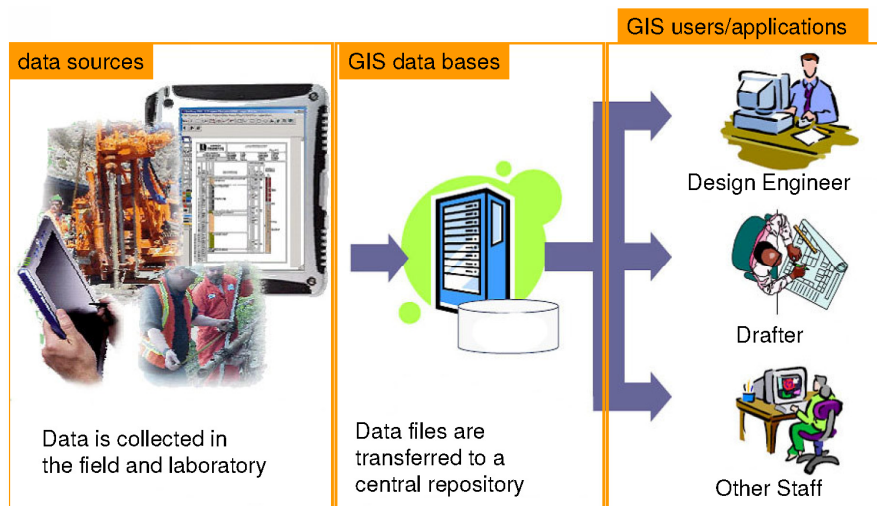 data sources
GIS data bases
GIS users/applications
Design Engineer
Drafter
Other Staff
Data is collected in
the field and laboratory
Data files are
transferred to a
central repository